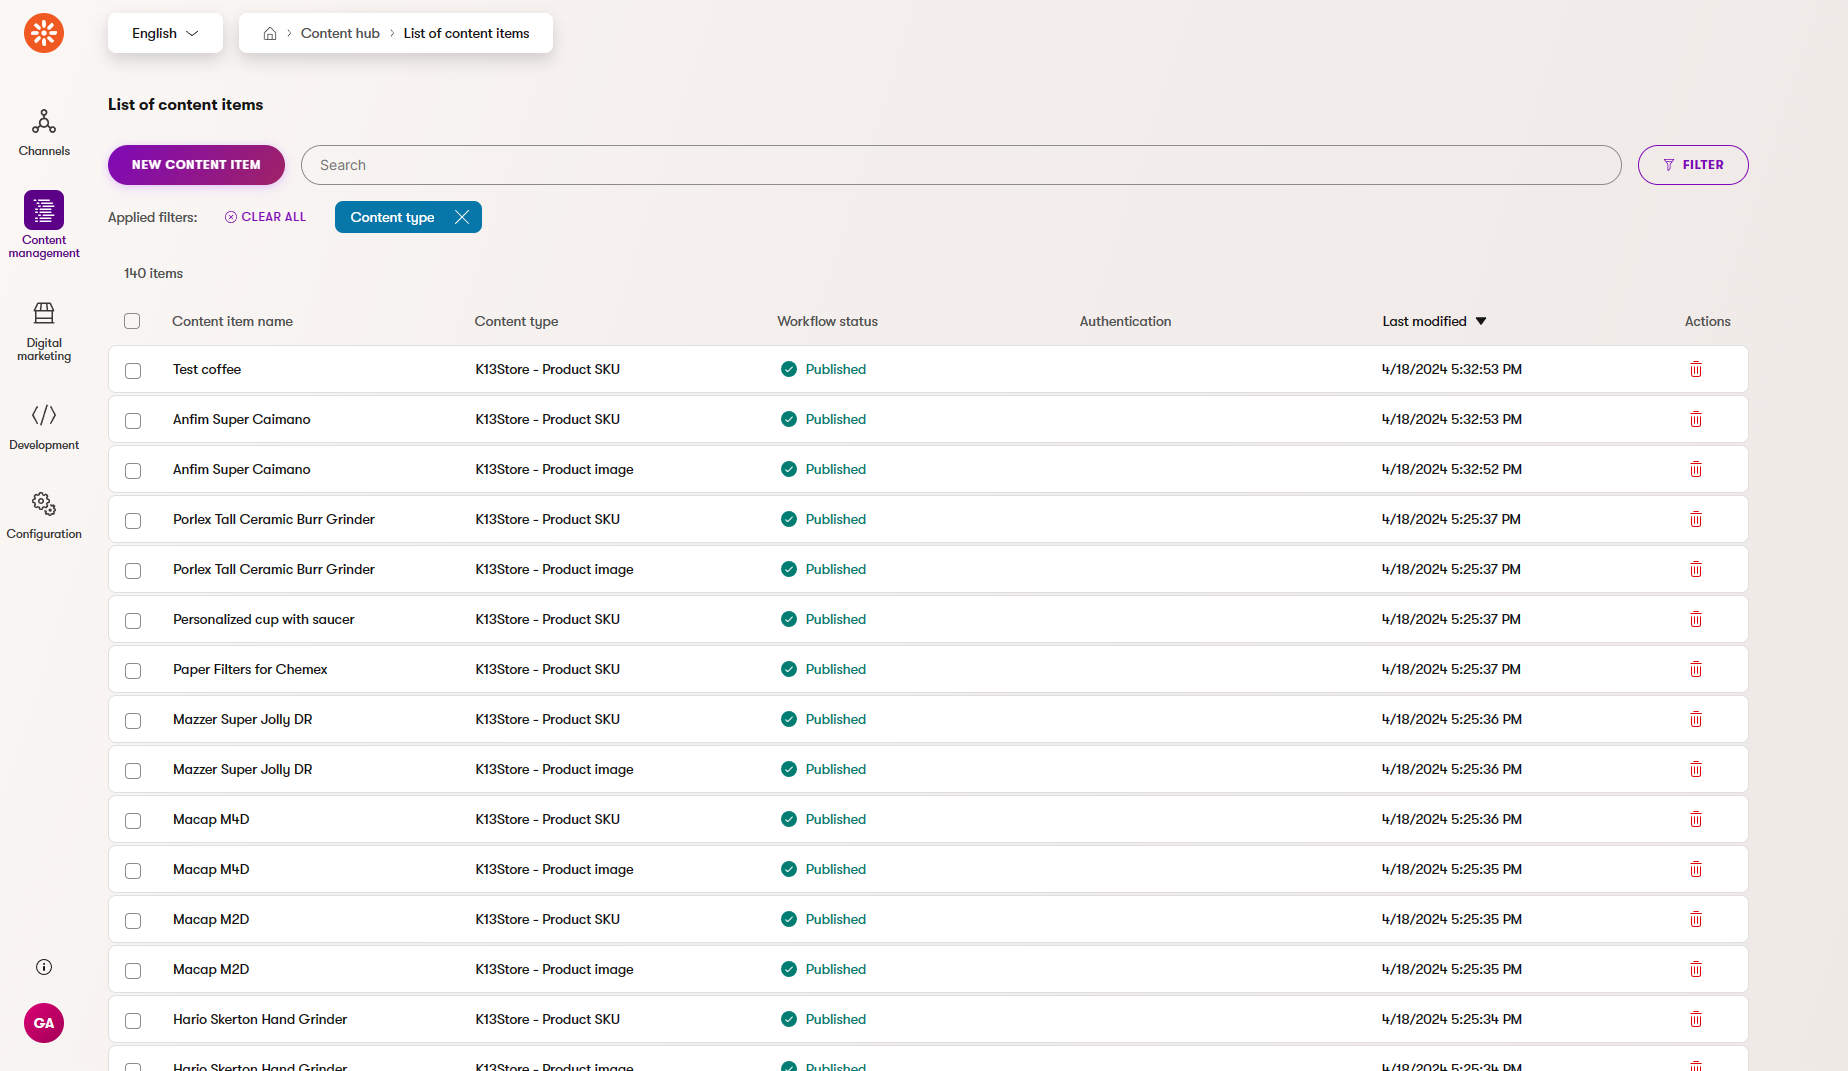 English
Content hub
List of content items
List of content items
Channels
NEW CONTENT ITEM
Search
FILTER
Applied filters:
CLEAR ALL
Content type
Content management
140 items
Content item name Content type Workflow status Authentication Last modified Actions
Digital marketing
Development
Configuration
Test coffee K13Store - Product SKU Published 4/18/2024 5:32:53 PM
Anfim Super Caimano K13Store - Product SKU Published 4/18/2024 5:32:53 PM
Anfim Super Caimano K13Store - Product image Published 4/18/2024 5:32:52 PM
Porlex Tall Ceramic Burr Grinder K13Store - Product SKU Published 4/18/2024 5:25:37 PM
Porlex Tall Ceramic Burr Grinder K13Store - Product image Published 4/18/2024 5:25:37 PM
Personalized cup with saucer K13Store - Product SKU Published 4/18/2024 5:25:37 PM
Paper Filters for Chemex K13Store - Product SKU Published 4/18/2024 5:25:37 PM
Mazzer Super Jolly DR K13Store - Product SKU Published 4/18/2024 5:25:36 PM
Mazzer Super Jolly DR K13Store - Product image Published 4/18/2024 5:25:36 PM
Macap M4D K13Store - Product SKU Published 4/18/2024 5:25:36 PM
Macap M4D K13Store - Product image Published 4/18/2024 5:25:35 PM
Macap M2D K13Store - Product SKU Published 4/18/2024 5:25:35 PM
Macap M2D K13Store - Product image Published 4/18/2024 5:25:35 PM
Hario Skerton Hand Grinder K13Store - Product SKU Published 4/18/2024 5:25:34 PM
Hario Skerton Hand Grinder K13Store - Product image Published 4/18/2024 5:25:34 PM
GA